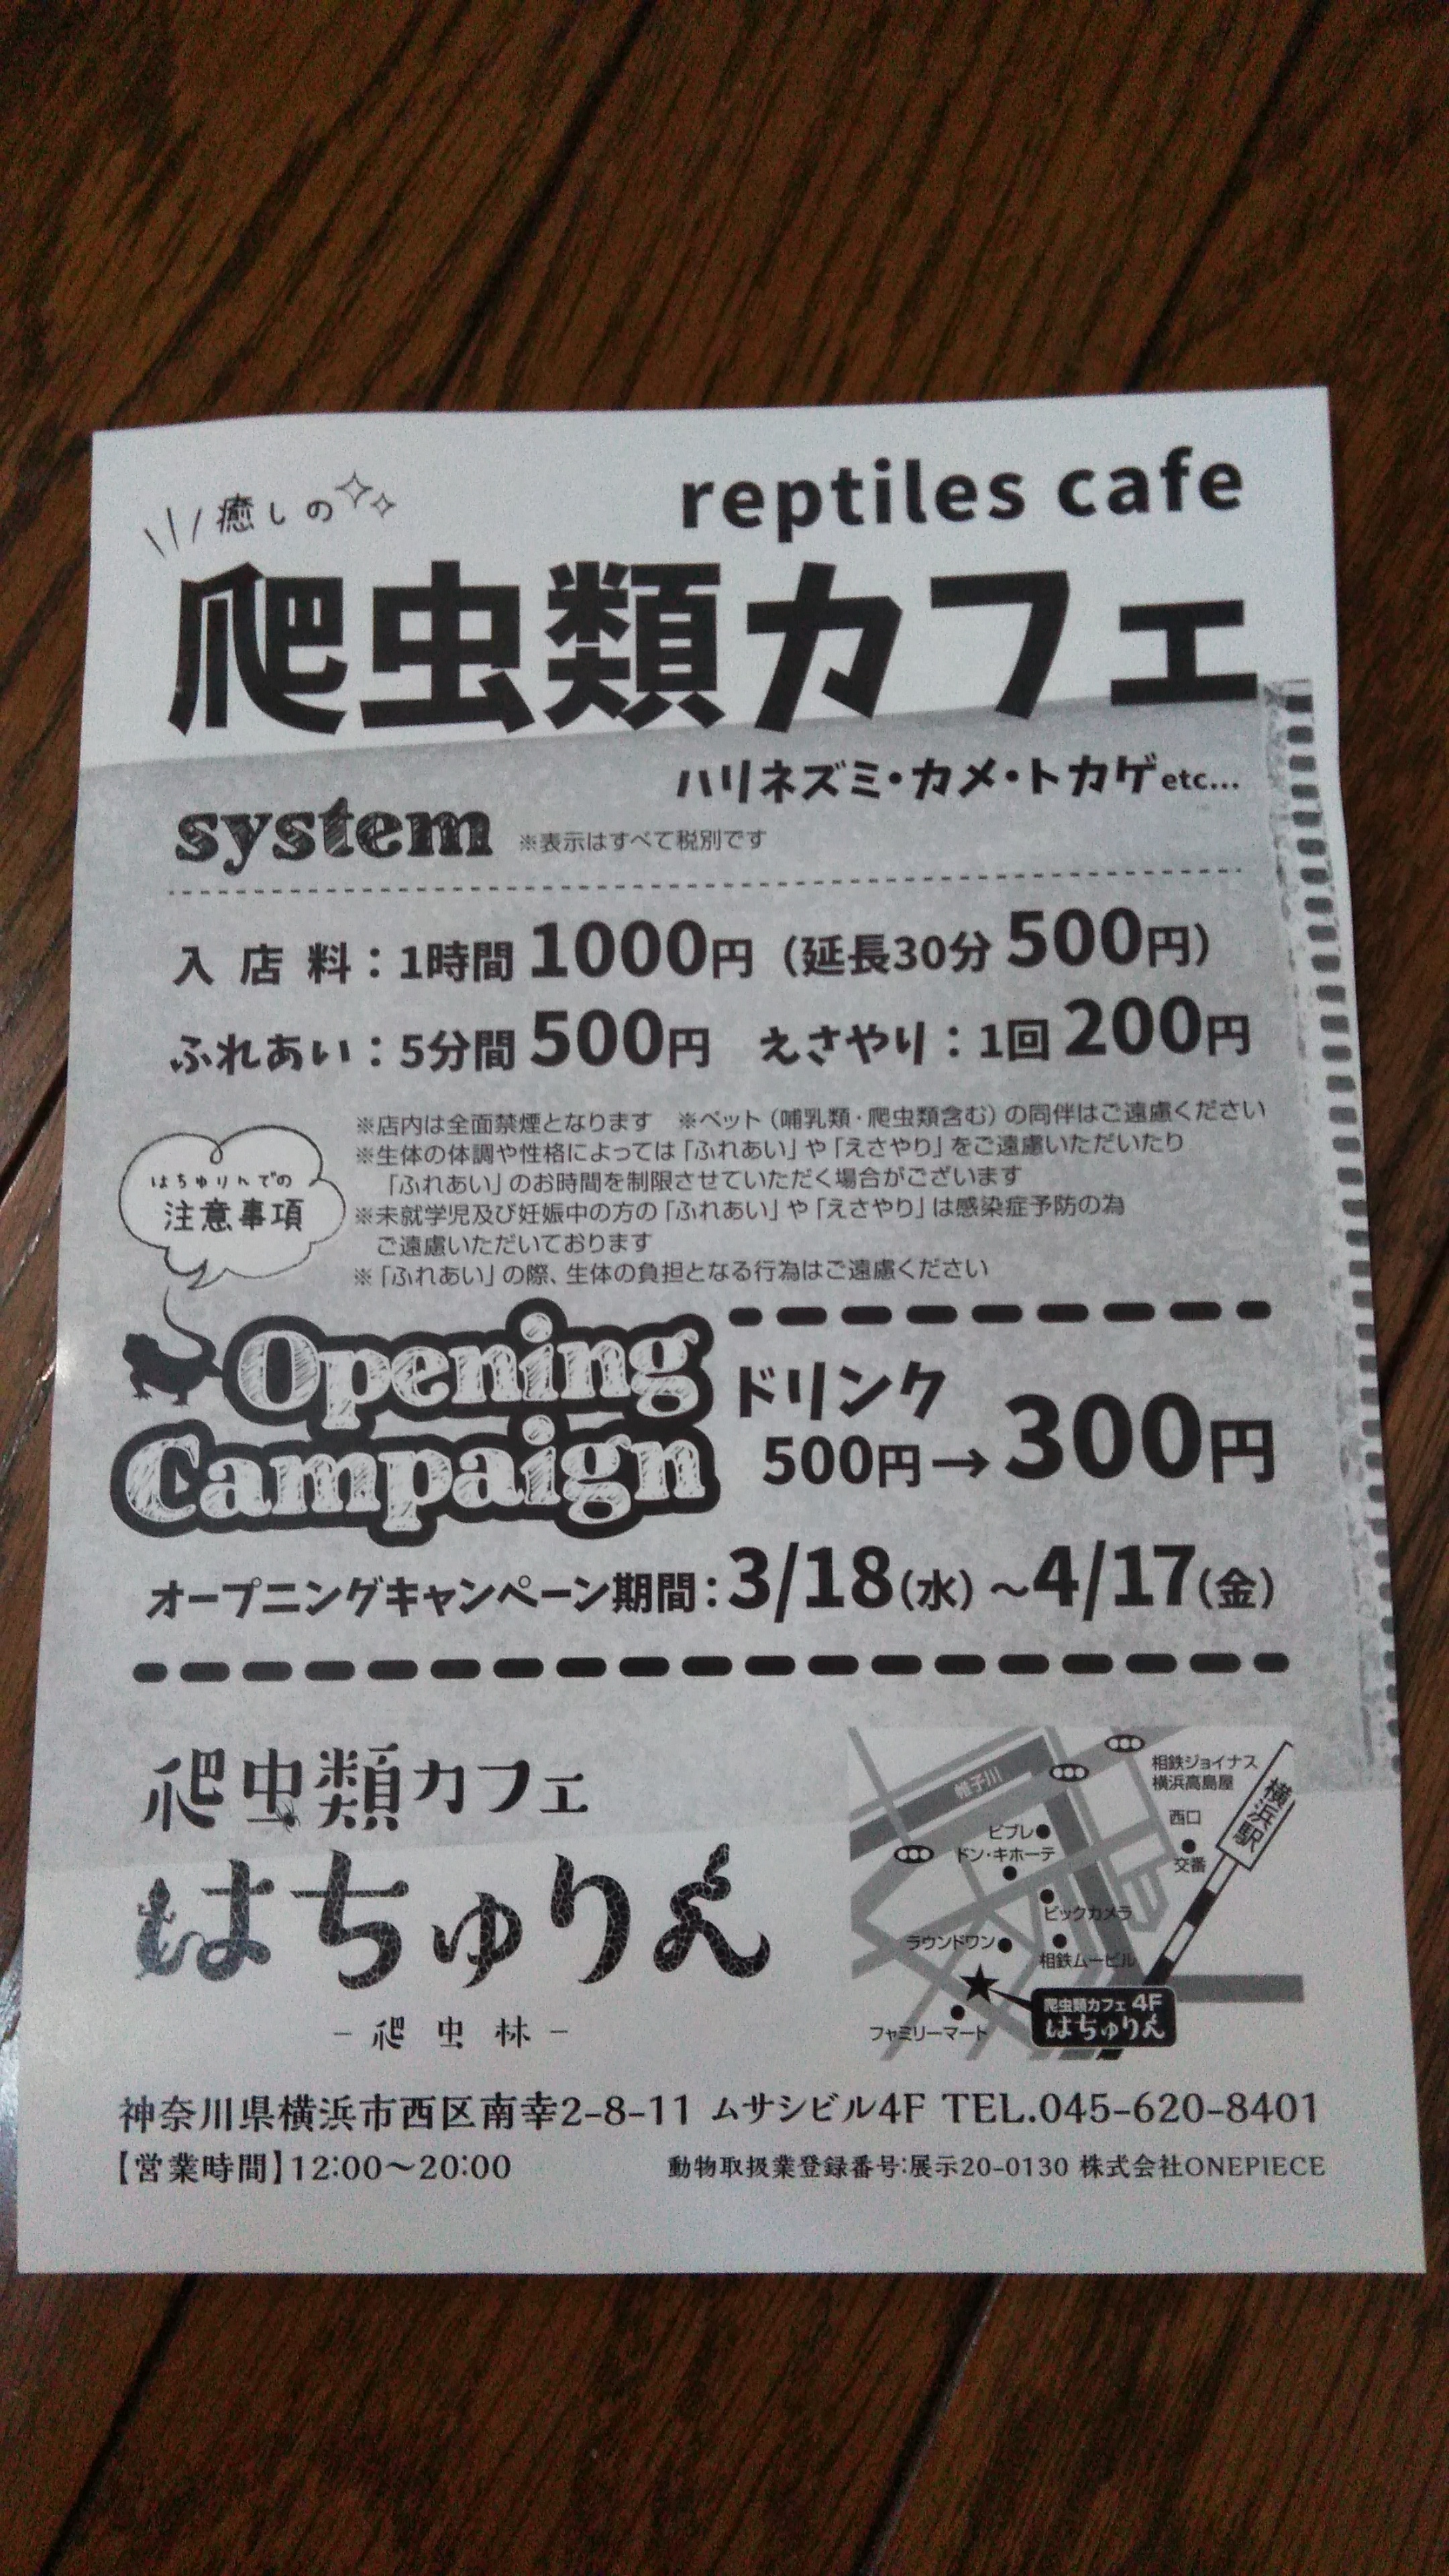 癒しの
reptiles cafe
爬虫類カフェ
ハリネズミ・カメ・トカゲetc...
system ※表示はすべて税別です
入店料：1時間 1000円（延長30分 500円）
ふれあい：5分間 500円　えさやり：1回 200円
はちゅりんでの
注意事項
※店内は全面禁煙となります　※ペット（哺乳類・爬虫類含む）の同伴はご遠慮ください
※生体の体調や性格によっては「ふれあい」や「えさやり」をご遠慮いただいたり
「ふれあい」のお時間を制限させていただく場合がございます
※未就学児及び妊娠中の方の「ふれあい」や「えさやり」は感染症予防の為
ご遠慮いただいております
※「ふれあい」の際、生体の負担となる行為はご遠慮ください
Opening
Campaign
ドリンク
500円→300円
オープニングキャンペーン期間：3/18（水）～4/17（金）
爬虫類カフェ
はちゅりん
－爬虫林－
帷子川
相鉄ジョイナス
横浜高島屋
横浜駅
西口
交番
ビブレ
ドン・キホーテ
ビックカメラ
ラウンドワン
相鉄ムービル
爬虫類カフェ 4F
はちゅりん
ファミリーマート
神奈川県横浜市西区南幸2-8-11 ムサシビル4F TEL.045-620-8401
【営業時間】12:00～20:00
動物取扱業登録番号:展示20-0130 株式会社ONEPIECE